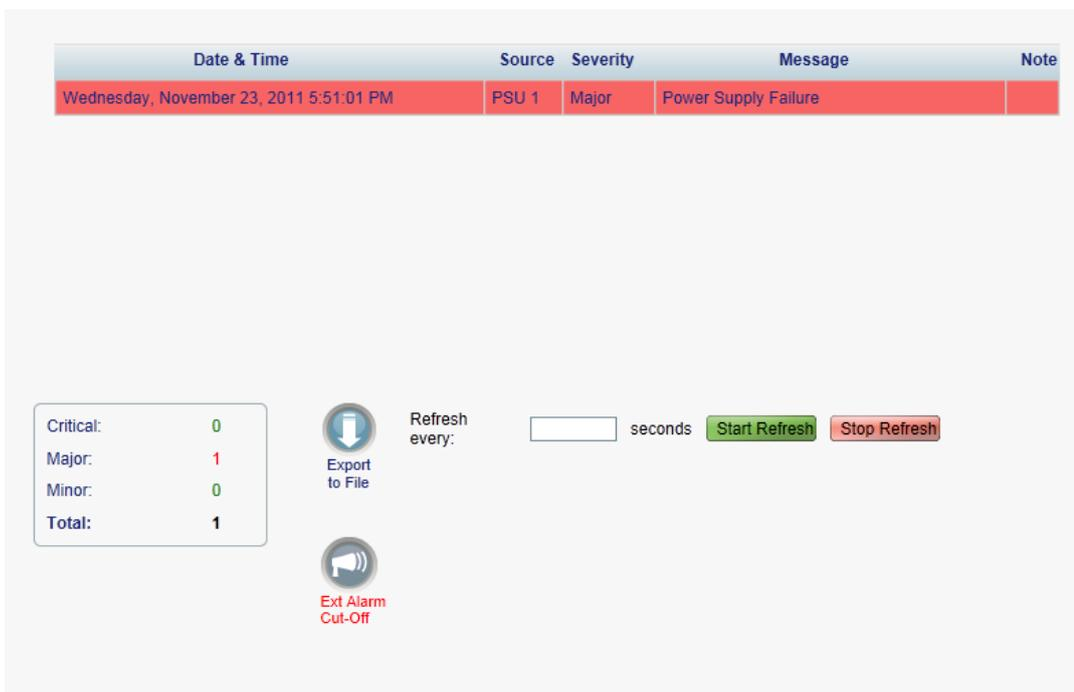 Date & Time Source Severity Message Note
Wednesday, November 23, 2011 5:51:01 PM PSU 1 Major Power Supply Failure
Critical: 0
Major: 1
Minor: 0
Total: 1
Export
to File
Refresh
every:
seconds Start Refresh Stop Refresh
Ext Alarm
Cut-Off